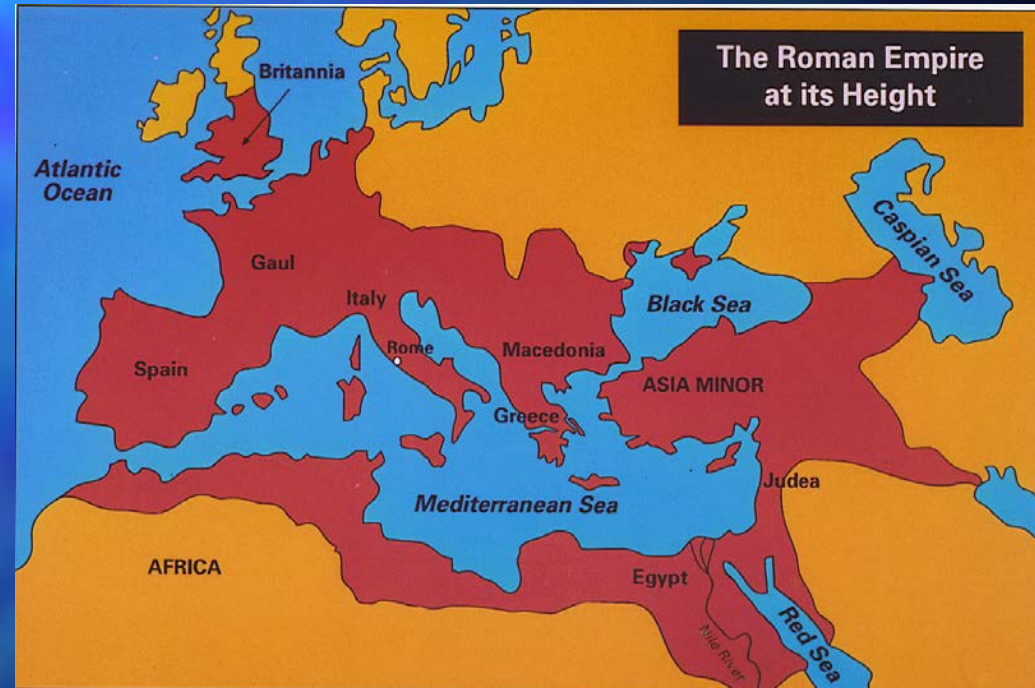 The Roman Empire
at its Height
Britannia
Atlantic
Ocean
Caspian Sea
Gaul
Italy
Black Sea
Rome
Macedonia
Spain
ASIA MINOR
Greece
Judea
Mediterranean Sea
AFRICA
Egypt
Nile River
Red Sea